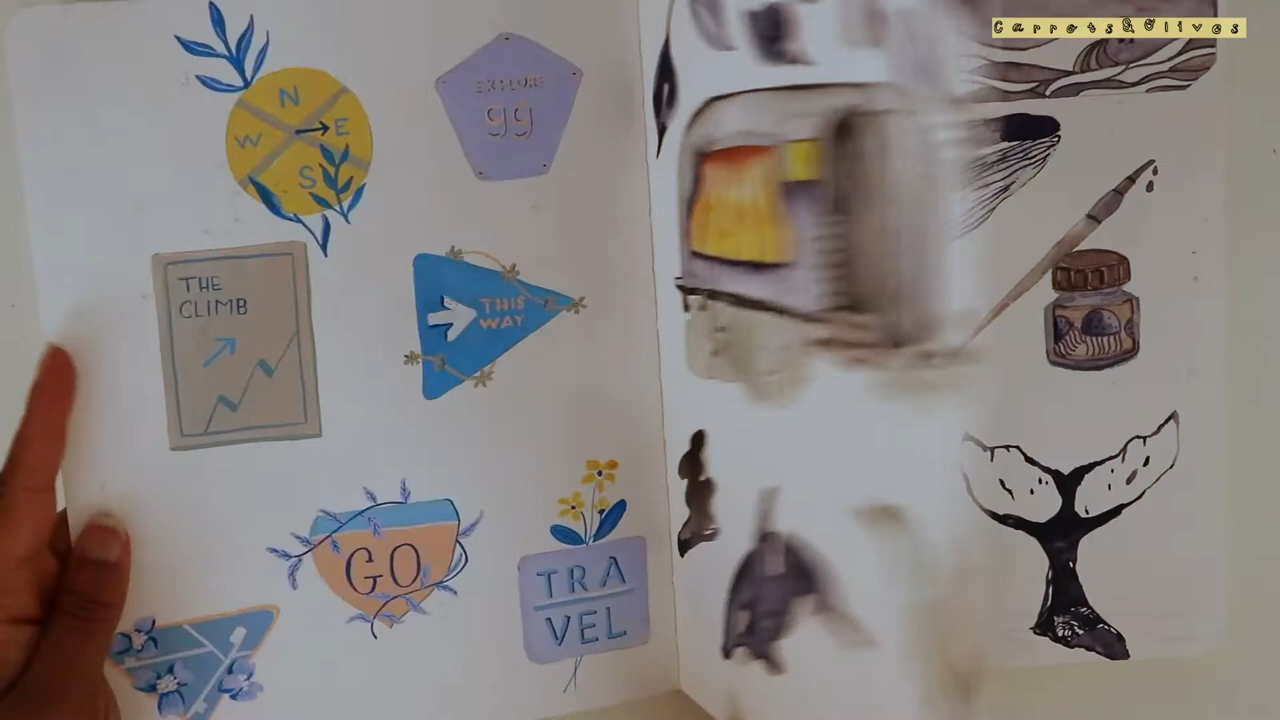 Carrots&Olives
N
W E
S
EXPLORE
99
THE
CLIMB
THIS
WAY
GO
TRA
VEL